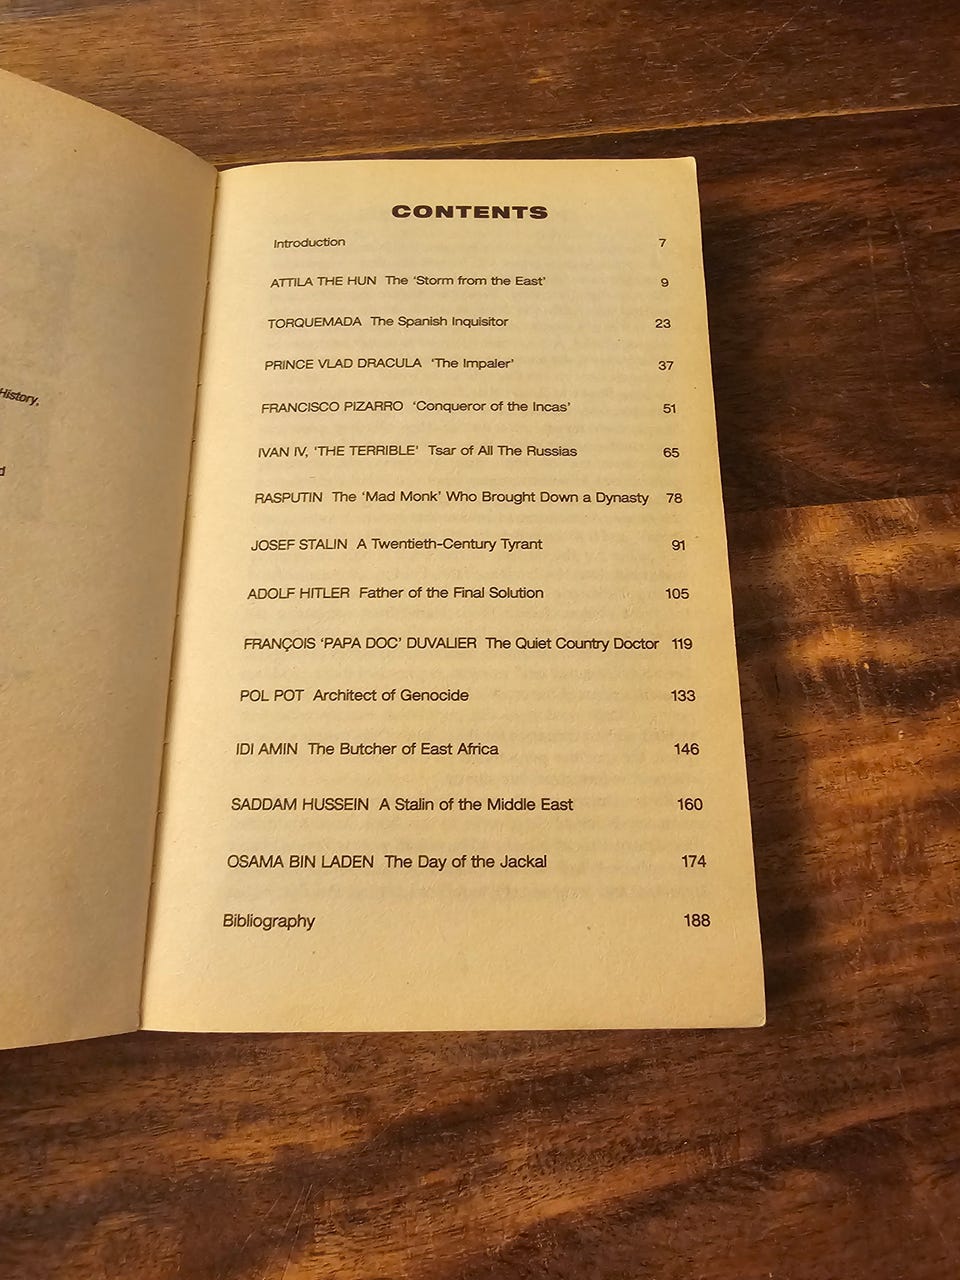 History,
CONTENTS
Introduction 7
ATTILA THE HUN The ‘Storm from the East’ 9
TORQUEMADA The Spanish Inquisitor 23
PRINCE VLAD DRACULA ‘The Impaler’ 37
FRANCISCO PIZARRO ‘Conqueror of the Incas’ 51
IVAN IV, ‘THE TERRIBLE’ Tsar of All The Russias 65
RASPUTIN The ‘Mad Monk’ Who Brought Down a Dynasty 78
JOSEF STALIN A Twentieth-Century Tyrant 91
ADOLF HITLER Father of the Final Solution 105
FRANÇOIS ‘PAPA DOC’ DUVALIER The Quiet Country Doctor 119
POL POT Architect of Genocide 133
IDI AMIN The Butcher of East Africa 146
SADDAM HUSSEIN A Stalin of the Middle East 160
OSAMA BIN LADEN The Day of the Jackal 174
Bibliography 188